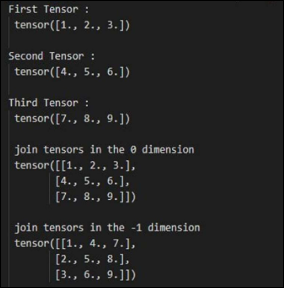 First Tensor :
tensor([1., 2., 3.])
Second Tensor :
tensor([4., 5., 6.])
Third Tensor :
tensor([7., 8., 9.])
join tensors in the 0 dimension
tensor([[1., 2., 3.],
[4., 5., 6.],
[7., 8., 9.]])
join tensors in the -1 dimension
tensor([[1., 4., 7.],
[2., 5., 8.],
[3., 6., 9.]])